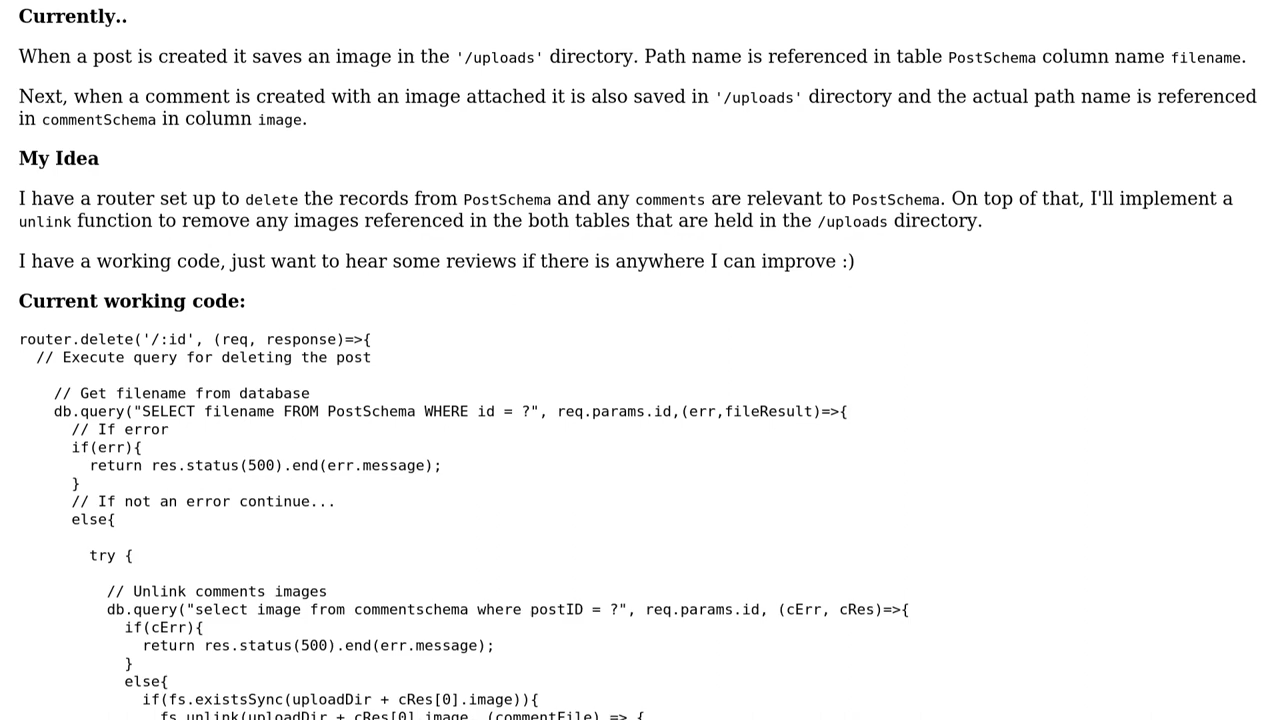 Currently..
When a post is created it saves an image in the '/uploads' directory. Path name is referenced in table PostSchema column name filename.
Next, when a comment is created with an image attached it is also saved in '/uploads' directory and the actual path name is referenced
in commentSchema in column image.
My Idea
I have a router set up to delete the records from PostSchema and any comments are relevant to PostSchema. On top of that, I'll implement a
unlink function to remove any images referenced in the both tables that are held in the /uploads directory.
I have a working code, just want to hear some reviews if there is anywhere I can improve :)
Current working code:
router.delete('/:id', (req, response)=>{
  // Execute query for deleting the post
    // Get filename from database
    db.query("SELECT filename FROM PostSchema WHERE id = ?", req.params.id,(err,fileResult)=>{
      // If error
      if(err){
        return res.status(500).end(err.message);
      }
      // If not an error continue...
      else{
        try {
          // Unlink comments images
          db.query("select image from commentschema where postID = ?", req.params.id, (cErr, cRes)=>{
            if(cErr){
              return res.status(500).end(err.message);
            }
            else{
              if(fs.existsSync(uploadDir + cRes[0].image)){
                fs.unlink(uploadDir + cRes[0].image, (commentFile) => {